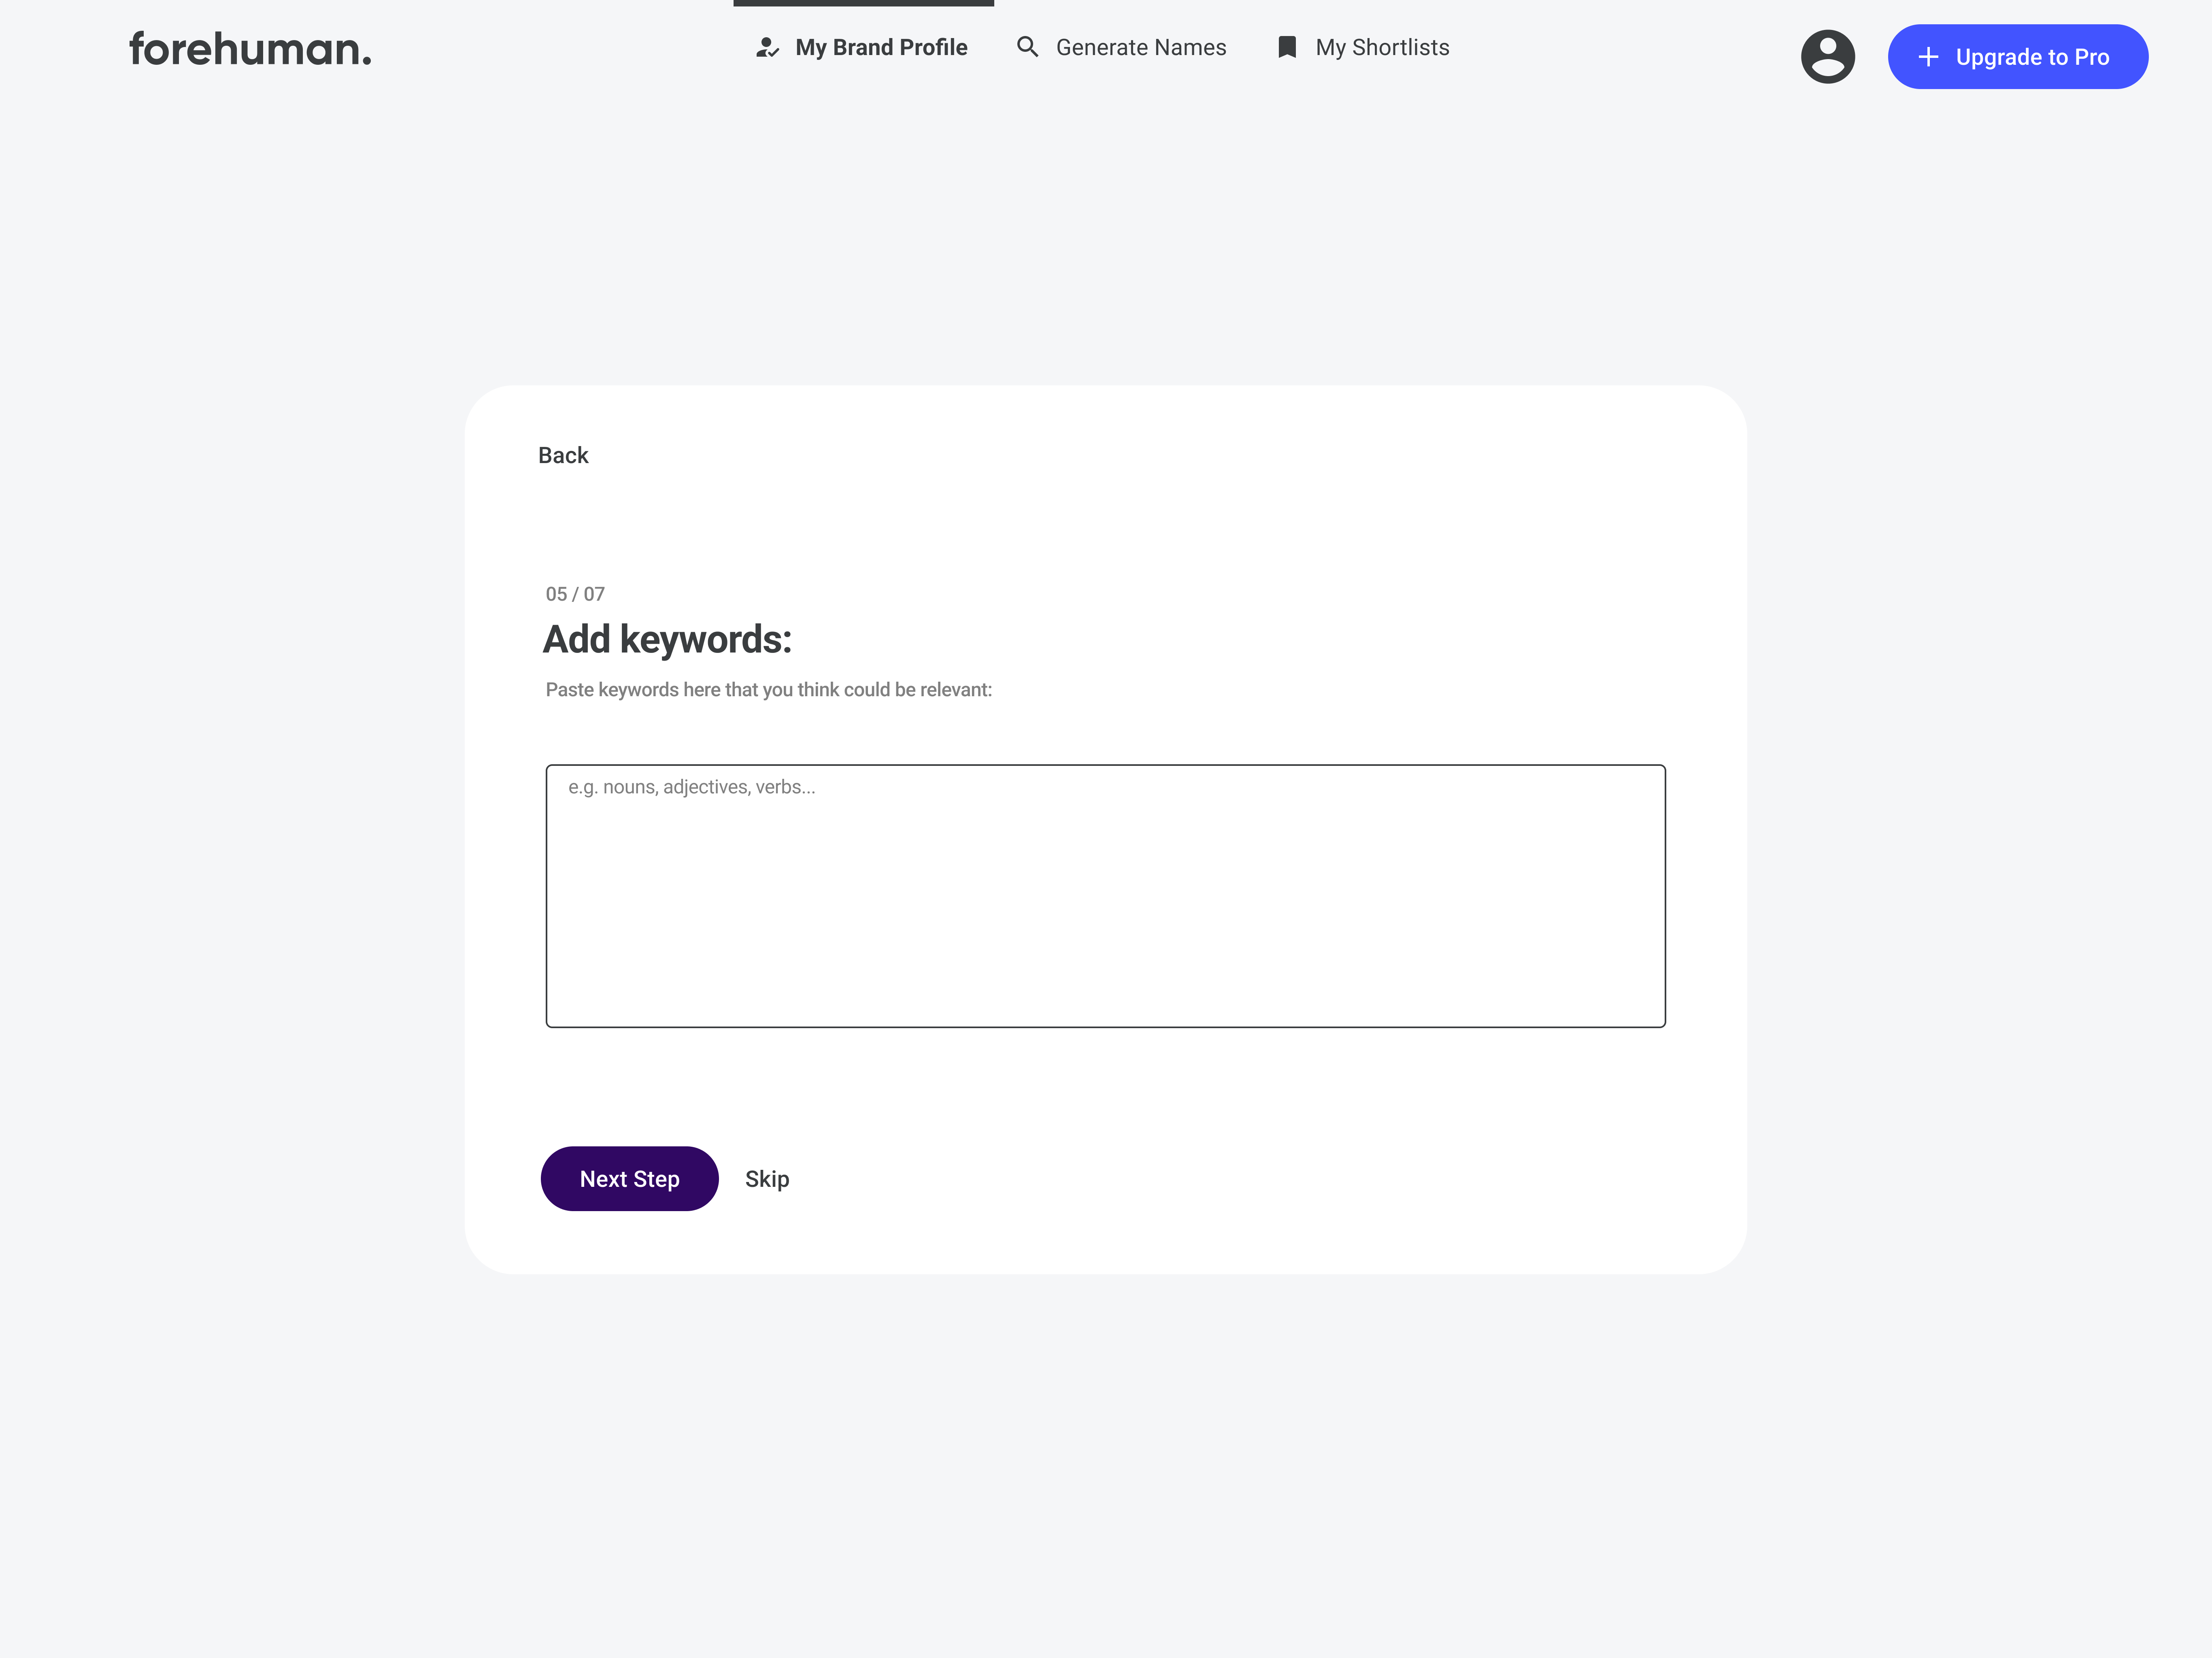 forehuman.
My Brand Profile
Generate Names
My Shortlists
Upgrade to Pro
Back
05 / 07
Add keywords:
Paste keywords here that you think could be relevant:
e.g. nouns, adjectives, verbs...
Next Step
Skip